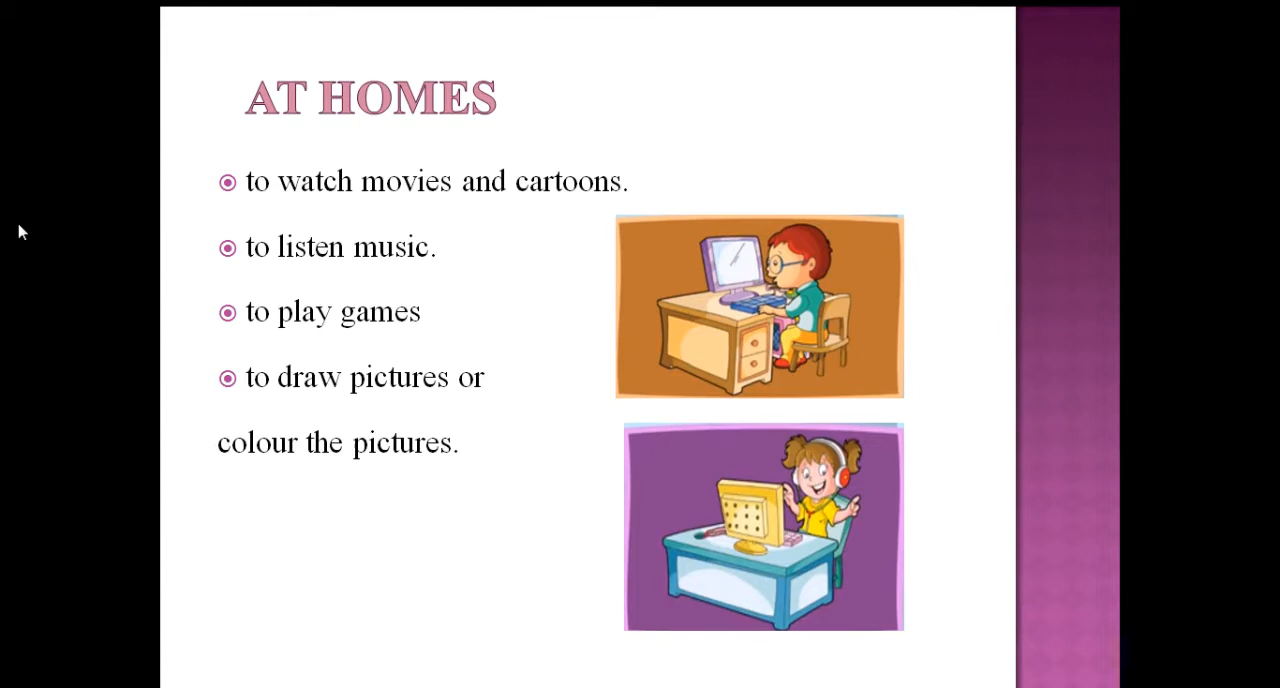 AT HOMES
to watch movies and cartoons.
to listen music.
to play games
to draw pictures or
colour the pictures.